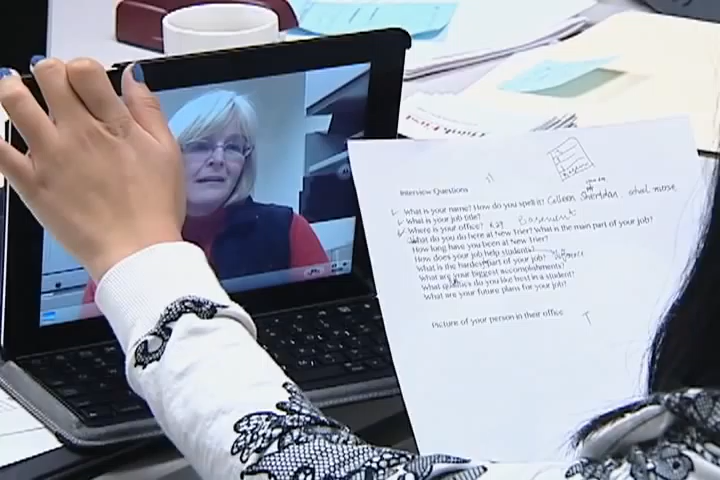 Interview Questions
What is your name? How do you spell it? Colleen Sheridan, school nurse
What is your job title?
Where is your office? Basement
What do you do here at New Trier? What is the main part of your job?
How long have you been at New Trier?
How does your job help students?
What is the hardest part of your job?
What are your biggest accomplishments?
What qualities do you like best in a student?
What are your future plans for your job?
Picture of your person in their office